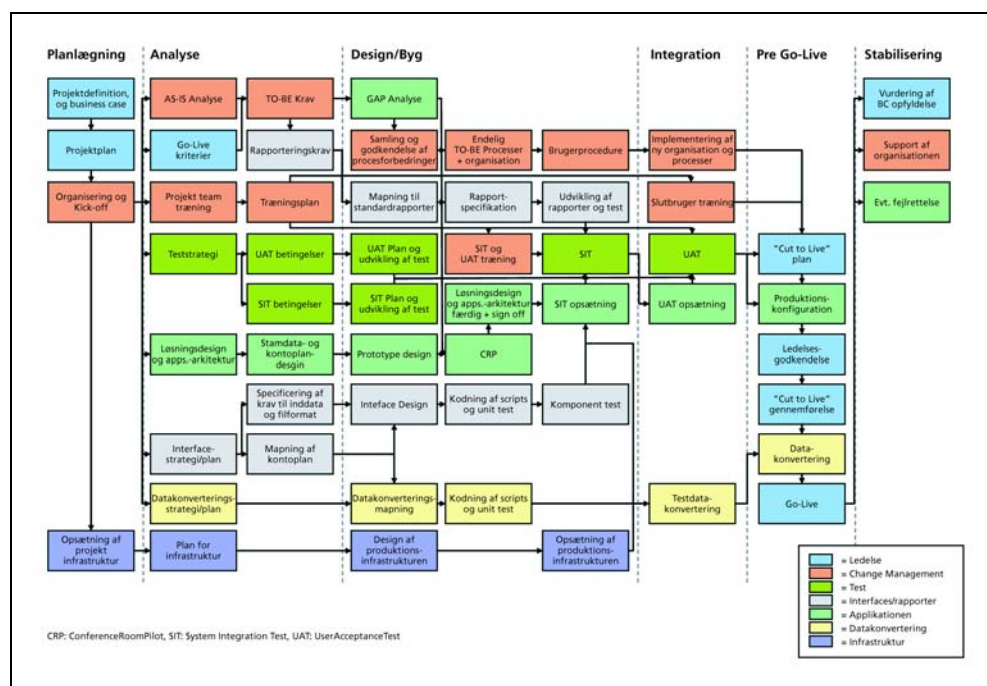 Planlægning
Analyse
Design/Byg
Integration
Pre Go-Live
Stabilisering
Projektdefinition,
og business case
AS-IS Analyse
TO-BE Krav
GAP Analyse
Vurdering af
BC opfyldelse
Projektplan
Go-Live
kriterier
Rapporteringskrav
Samling og
godkendelse af
procesforbedringer
Endelig
TO-BE Processer
+ organisation
Brugerprocedure
Implementering af
ny organisation og
processer
Support af
organisationen
Organisering og
Kick-off
Projekt team
træning
Træningsplan
Mapning til
standardrapporter
Rapport-
specifikation
Udvikling af
rapporter og test
Slutbruger træning
Evt. fejlrettelse
Teststrategi
UAT betingelser
UAT Plan og
udvikling af test
SIT og
UAT træning
SIT
UAT
"Cut to Live"
plan
SIT betingelser
SIT Plan og
udvikling af test
Løsningsdesign
og apps.-arkitektur
færdig + sign off
SIT opsætning
UAT opsætning
Produktions-
konfiguration
Løsningsdesign
og apps.-arkitektur
Stamdata- og
kontoplan-
desgin
Prototype design
CRP
Ledelses-
godkendelse
Specificering af
krav til inddata
og filformat
Inteface Design
Kodning af scripts
og unit test
Komponent test
"Cut to Live"
gennemførelse
Interface-
strategi/plan
Mapning af
kontoplan
Data-
konvertering
Datakonverterings-
strategi/plan
Datakonverterings-
mapning
Kodning af scripts
og unit test
Testdata-
konvertering
Go-Live
Opsætning af
projekt
infrastruktur
Plan for
infrastruktur
Design af
produktions-
infrastrukturen
Opsætning af
produktions-
infrastrukturen
= Ledelse
= Change Management
= Test
= Interfaces/rapporter
= Applikationen
= Datakonvertering
= Infrastruktur
CRP: ConferenceRoomPilot, SIT: System Integration Test, UAT: UserAcceptanceTest